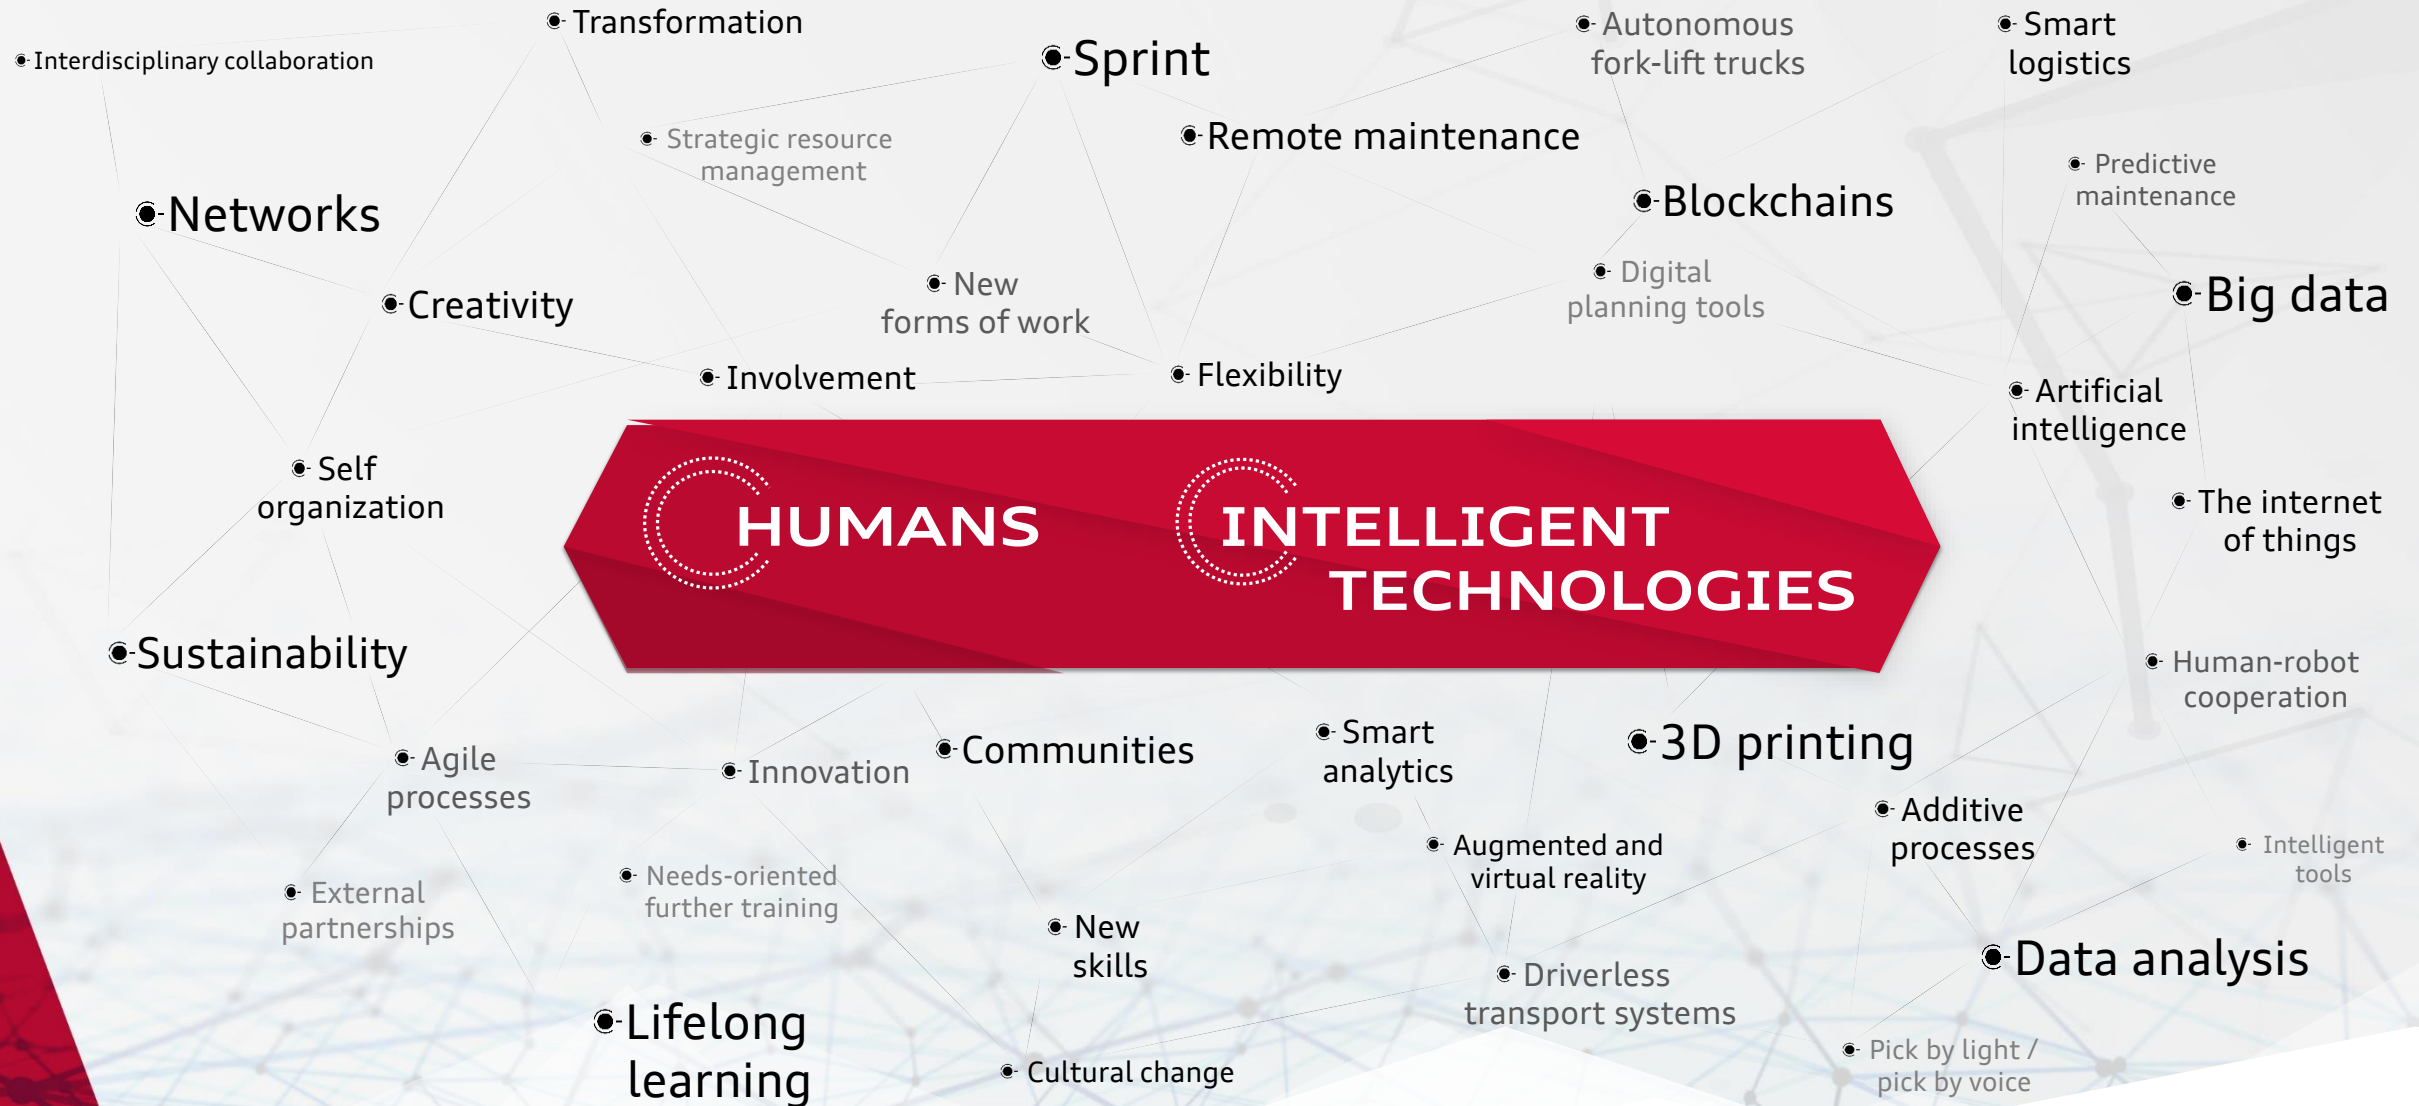 Transformation
Interdisciplinary collaboration
Sprint
Autonomous
fork-lift trucks
Smart
logistics
Strategic resource
management
Remote maintenance
Predictive
maintenance
Networks
Blockchains
Creativity
New
forms of work
Digital
planning tools
Big data
Involvement
Flexibility
Artificial
intelligence
Self
organization
HUMANS
INTELLIGENT
TECHNOLOGIES
The internet
of things
Sustainability
Human-robot
cooperation
Agile
processes
Innovation
Communities
Smart
analytics
3D printing
Additive
processes
Augmented and
virtual reality
Intelligent
tools
External
partnerships
Needs-oriented
further training
New
skills
Driverless
transport systems
Data analysis
Lifelong
learning
Cultural change
Pick by light /
pick by voice